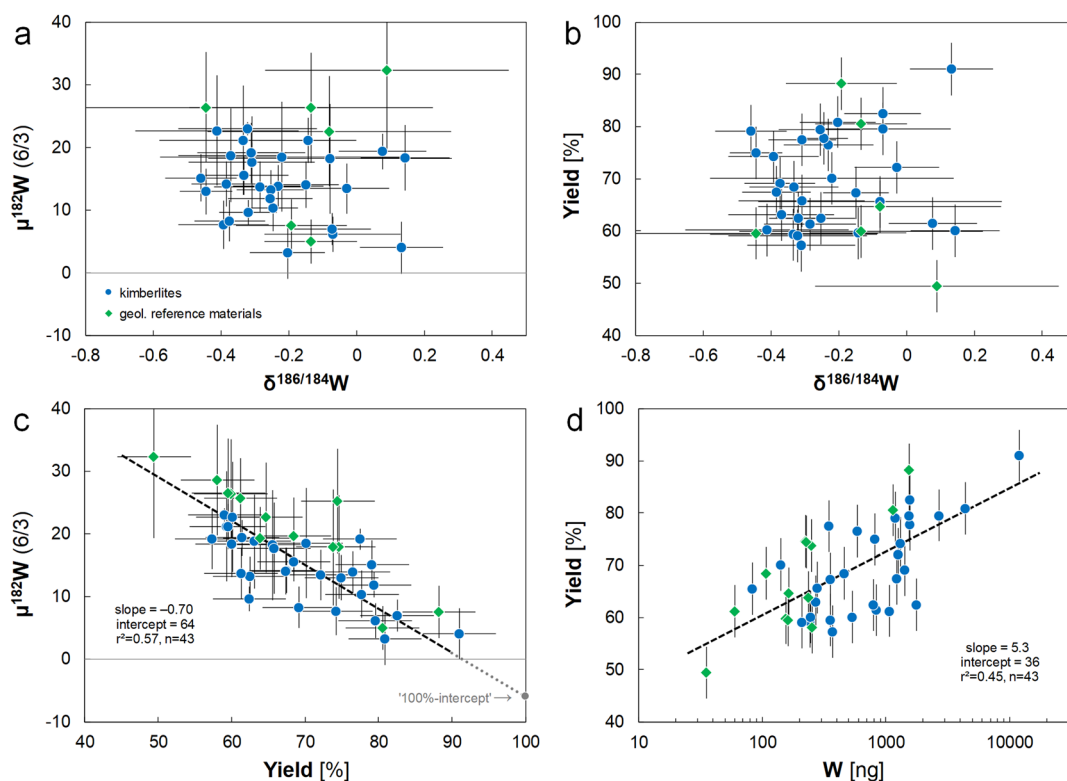 a
40
30
20
10
0
-10
μ¹⁸²W (6/3)
kimberlites
geol. reference materials
-0.8 -0.6 -0.4 -0.2 0 0.2 0.4
δ¹⁸⁶/¹⁸⁴W
b
100
90
80
70
60
50
40
Yield [%]
-0.8 -0.6 -0.4 -0.2 0 0.2 0.4
δ¹⁸⁶/¹⁸⁴W
c
40
30
20
10
0
-10
μ¹⁸²W (6/3)
slope = –0.70
intercept = 64
r²=0.57, n=43
'100%-intercept'
40 50 60 70 80 90 100
Yield [%]
d
100
90
80
70
60
50
40
Yield [%]
slope = 5.3
intercept = 36
r²=0.45, n=43
10 100 1000 10000
W [ng]